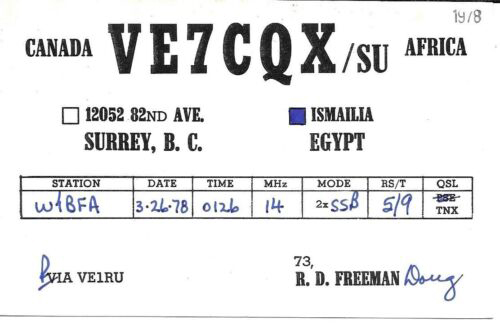 1978
CANADA VE7CQX/SU AFRICA
12052 82ND AVE. ISMAILIA
SURREY, B. C. EGYPT
STATION DATE TIME MHz MODE RS/T QSL
W1BFA 3-26-78 0126 14 2x SSB 5/9 PSE TNX
VIA VE1RU
73,
R. D. FREEMAN Doug